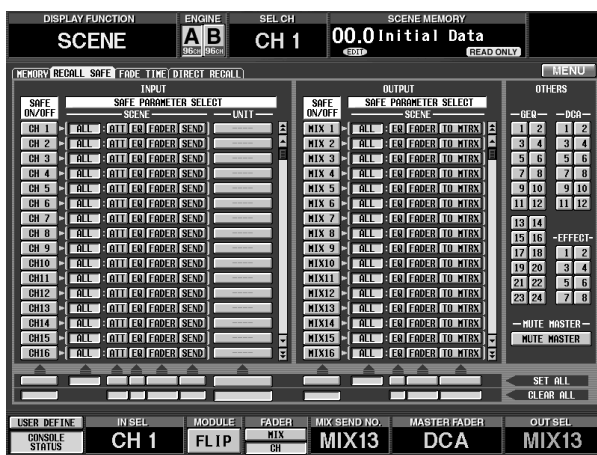 DISPLAY FUNCTION ENGINE SEL CH SCENE MEMORY
SCENE A B CH 1 00.0 Initial Data
96CH 96CH EDIT READ ONLY
MEMORY RECALL SAFE FADE TIME DIRECT RECALL MENU
INPUT OUTPUT OTHERS
SAFE ON/OFF SAFE PARAMETER SELECT SAFE ON/OFF SAFE PARAMETER SELECT
SCENE UNIT SCENE GEQ DCA
CH 1 ALL : ATT EQ FADER SEND ---- MIX 1 ALL : EQ FADER TO MTRX 1 2 1 2
CH 2 ALL : ATT EQ FADER SEND ---- MIX 2 ALL : EQ FADER TO MTRX 3 4 3 4
CH 3 ALL : ATT EQ FADER SEND ---- MIX 3 ALL : EQ FADER TO MTRX 5 6 5 6
CH 4 ALL : ATT EQ FADER SEND ---- MIX 4 ALL : EQ FADER TO MTRX 7 8 7 8
CH 5 ALL : ATT EQ FADER SEND ---- MIX 5 ALL : EQ FADER TO MTRX 9 10 9 10
CH 6 ALL : ATT EQ FADER SEND ---- MIX 6 ALL : EQ FADER TO MTRX 11 12 11 12
CH 7 ALL : ATT EQ FADER SEND ---- MIX 7 ALL : EQ FADER TO MTRX 13 14
CH 8 ALL : ATT EQ FADER SEND ---- MIX 8 ALL : EQ FADER TO MTRX 15 16 -EFFECT-
CH 9 ALL : ATT EQ FADER SEND ---- MIX 9 ALL : EQ FADER TO MTRX 17 18 1 2
CH10 ALL : ATT EQ FADER SEND ---- MIX10 ALL : EQ FADER TO MTRX 19 20 3 4
CH11 ALL : ATT EQ FADER SEND ---- MIX11 ALL : EQ FADER TO MTRX 21 22 5 6
CH12 ALL : ATT EQ FADER SEND ---- MIX12 ALL : EQ FADER TO MTRX 23 24 7 8
CH13 ALL : ATT EQ FADER SEND ---- MIX13 ALL : EQ FADER TO MTRX
CH14 ALL : ATT EQ FADER SEND ---- MIX14 ALL : EQ FADER TO MTRX MUTE MASTER
CH15 ALL : ATT EQ FADER SEND ---- MIX15 ALL : EQ FADER TO MTRX MUTE MASTER
CH16 ALL : ATT EQ FADER SEND ---- MIX16 ALL : EQ FADER TO MTRX
SET ALL
CLEAR ALL
USER DEFINE IN SEL MODULE FADER MIX SEND NO. MASTER FADER OUT SEL
CONSOLE STATUS CH 1 FLIP MIX CH MIX13 DCA MIX13